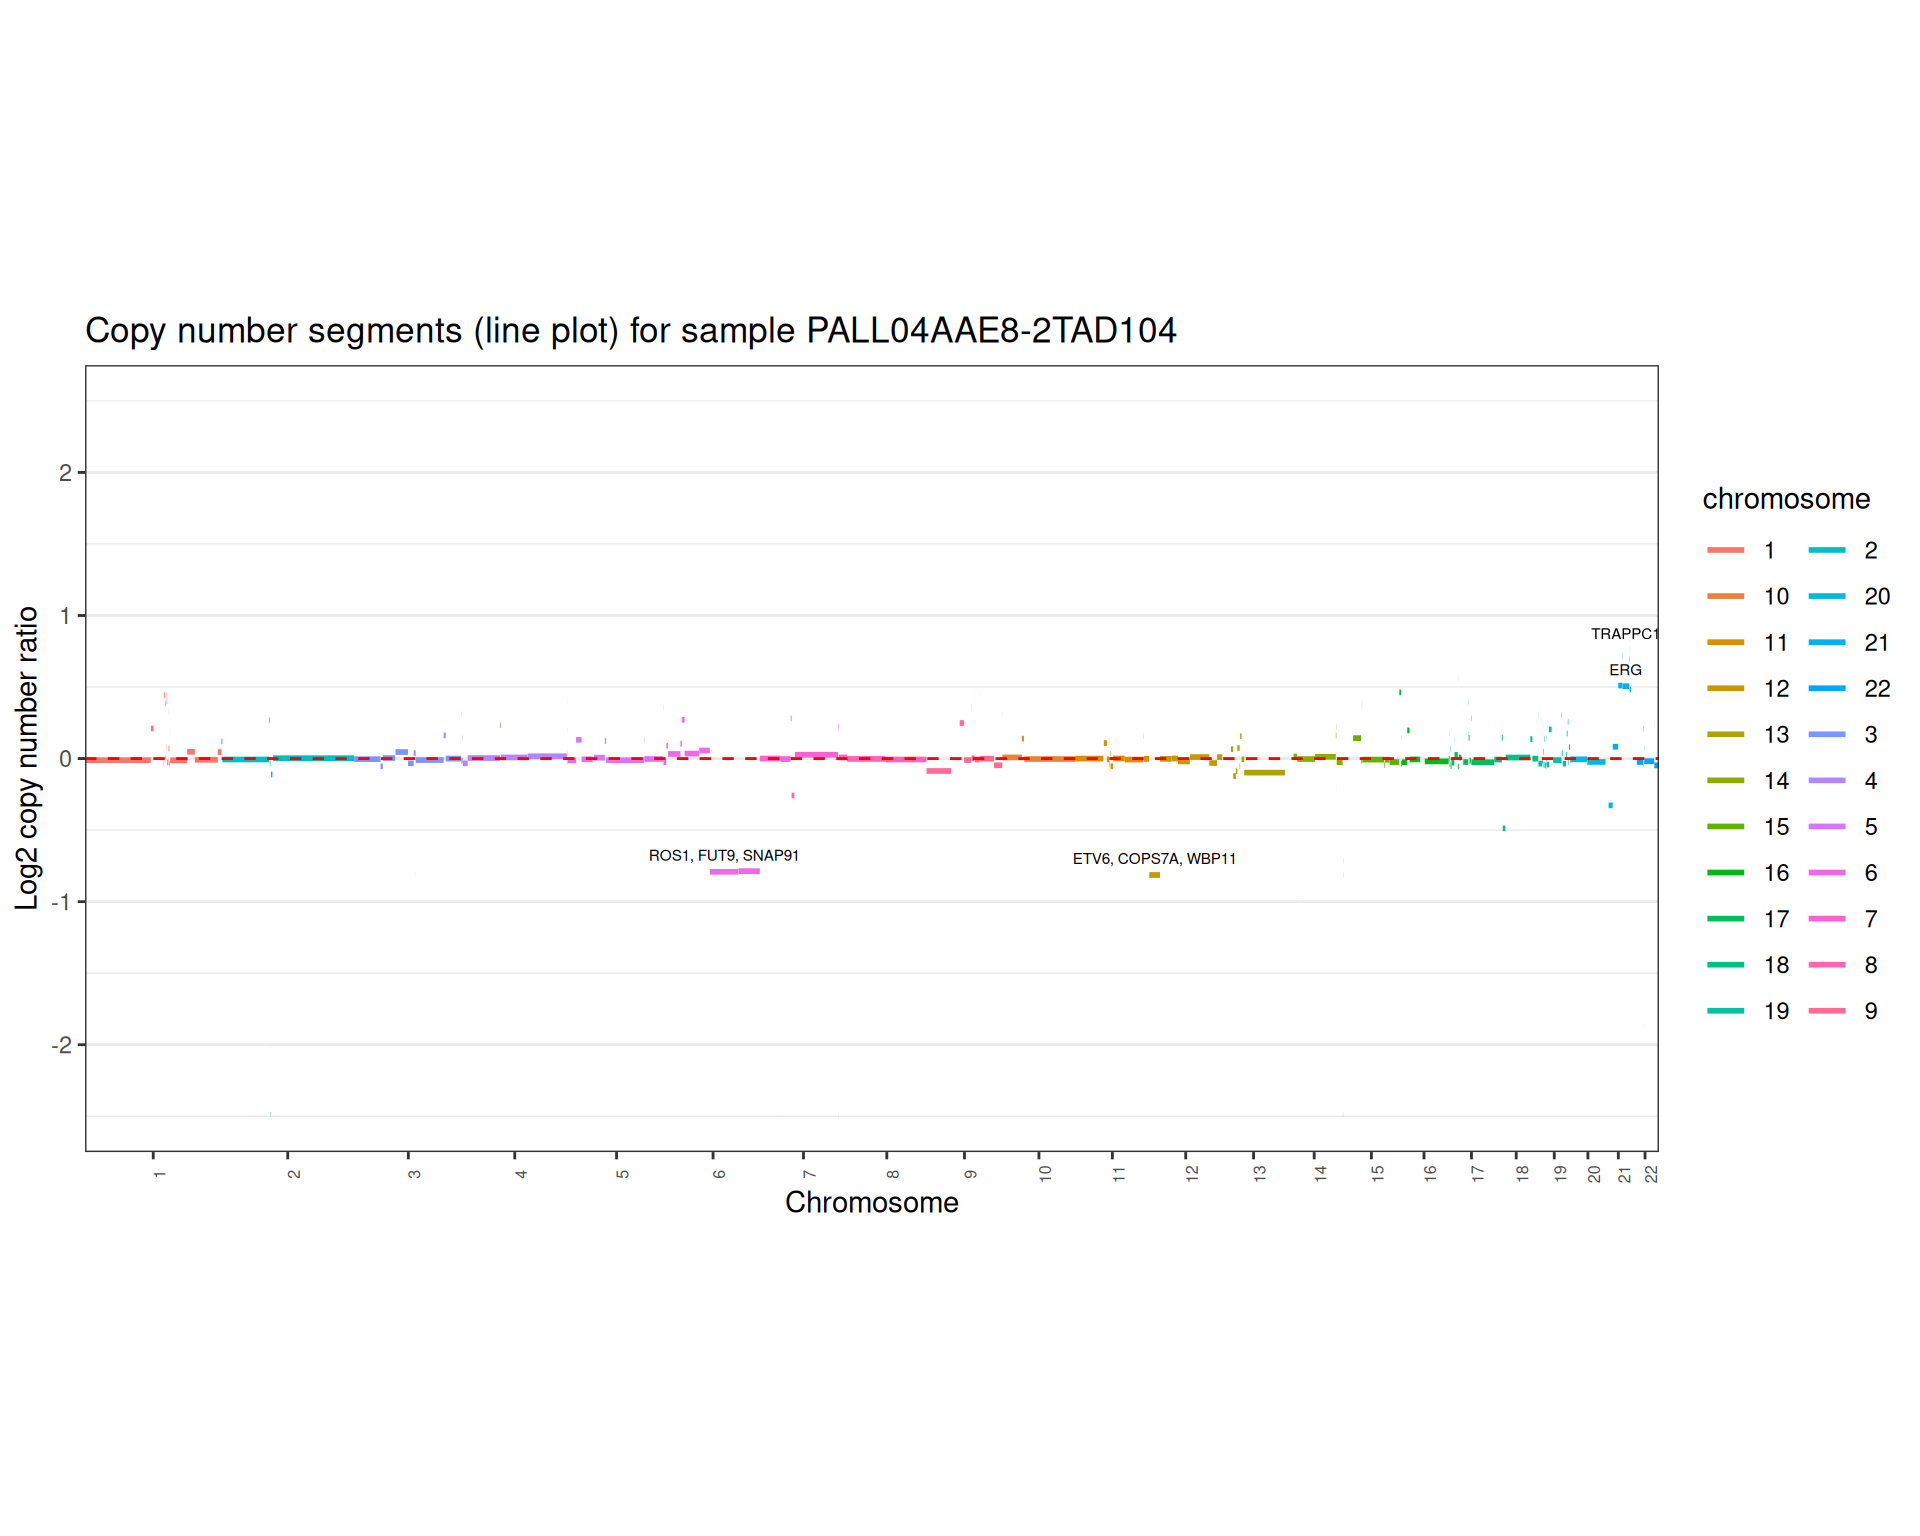 Copy number segments (line plot) for sample PALL04AAE8-2TAD104
Log2 copy number ratio
2
1
0
-1
-2
TRAPPC1
ERG
ROS1, FUT9, SNAP91
ETV6, COPS7A, WBP11
1 2 3 4 5 6 7 8 9 10 11 12 13 14 15 16 17 18 19 20 21 22
Chromosome
chromosome
1 2
10 20
11 21
12 22
13 3
14 4
15 5
16 6
17 7
18 8
19 9